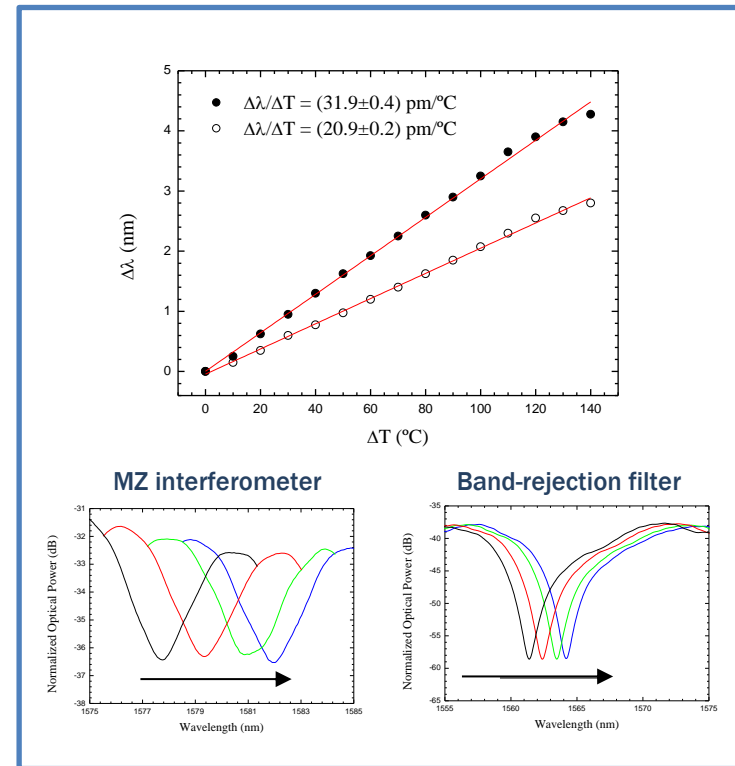 Δλ/ΔT = (31.9±0.4) pm/ºC
Δλ/ΔT = (20.9±0.2) pm/ºC
4
3
2
1
0
Δλ (nm)
0 20 40 60 80 100 120 140
ΔT (ºC)
MZ interferometer
-31
-32
-33
-34
-35
-36
-37
-38
Normalized Optical Power (dB)
1575 1577 1579 1581 1583 1585
Wavelength (nm)
Band-rejection filter
-35
-40
-45
-50
-55
-60
-65
Normalized Optical Power (dB)
1555 1560 1565 1570 1575
Wavelength (nm)